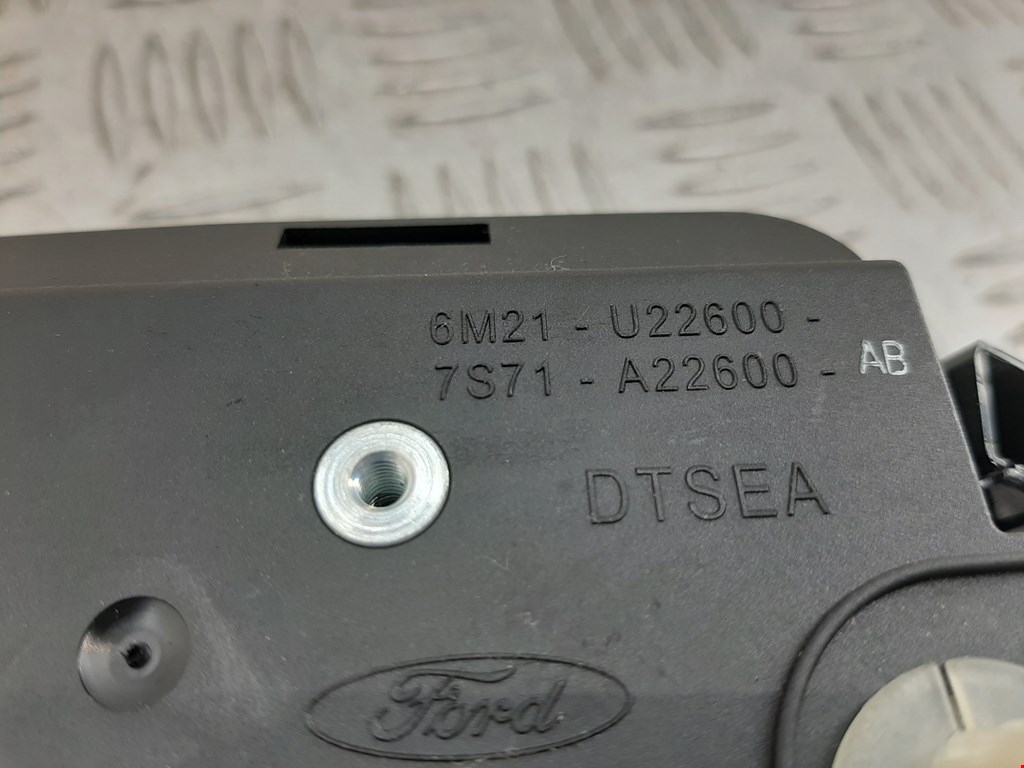 6M21 - U22600 -
7S71 - A22600 - AB
DTSEA
Ford